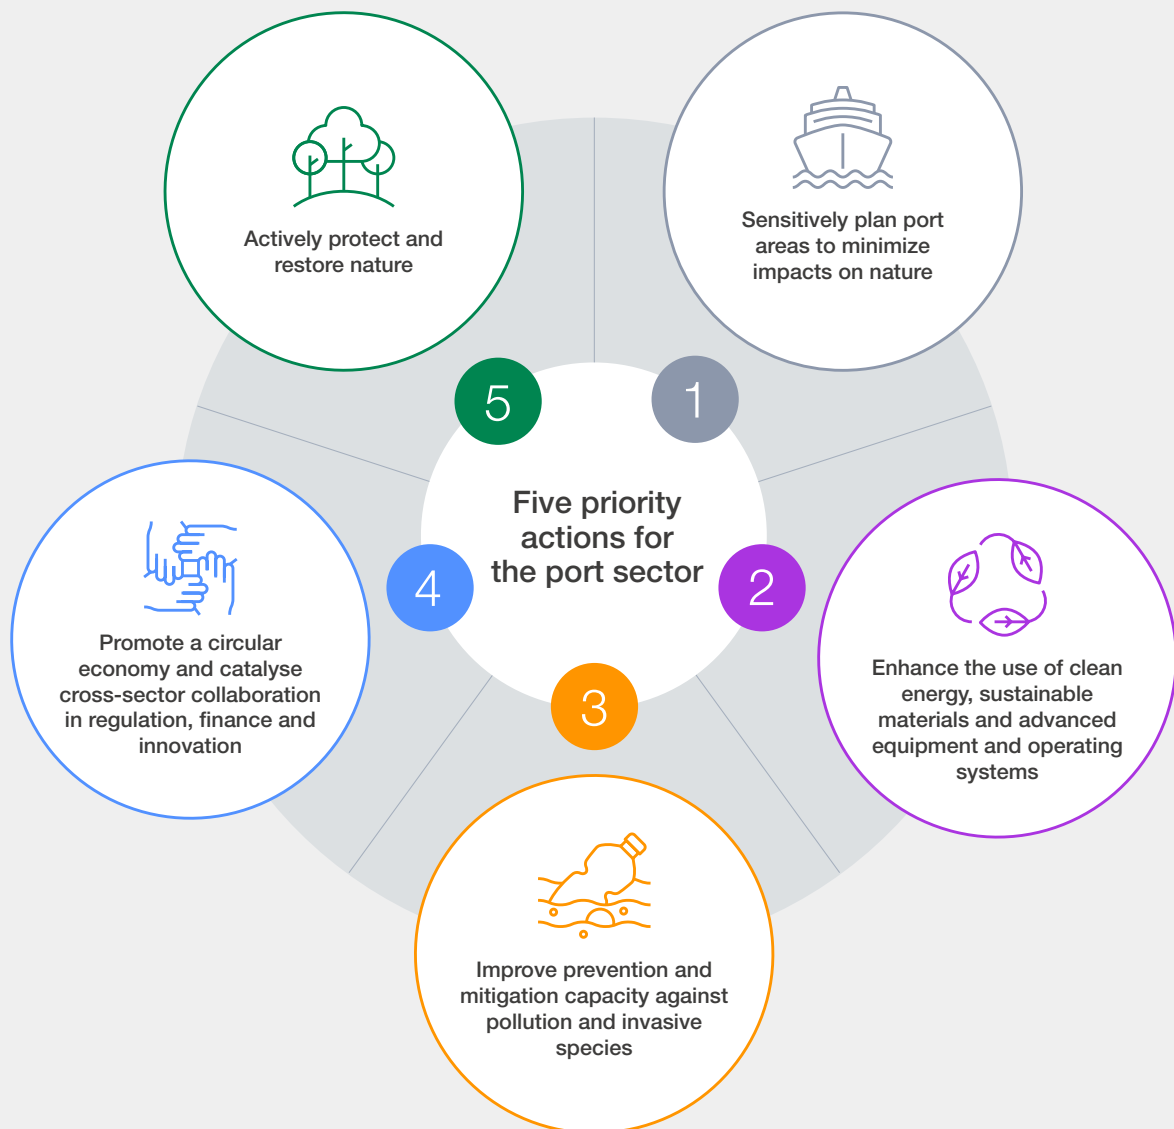 Five priority
actions for
the port sector
1
Sensitively plan port
areas to minimize
impacts on nature
2
Enhance the use of clean
energy, sustainable
materials and advanced
equipment and operating
systems
3
Improve prevention and
mitigation capacity against
pollution and invasive
species
4
Promote a circular
economy and catalyse
cross-sector collaboration
in regulation, finance and
innovation
5
Actively protect and
restore nature